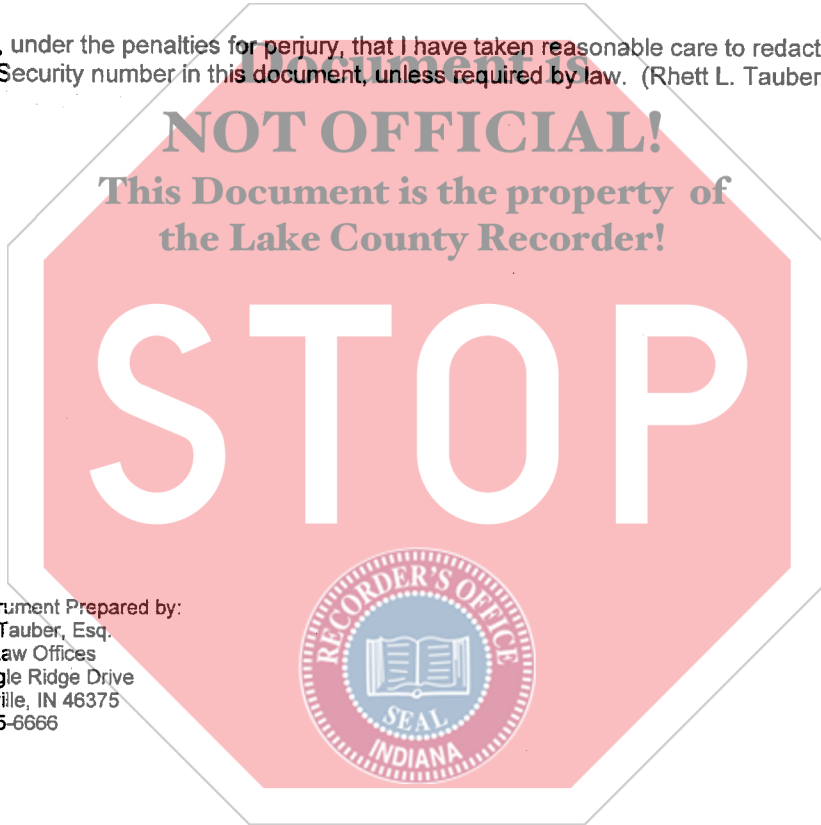 , under the penalties for perjury, that I have taken reasonable care to redact
Security number in this document, unless required by law. (Rhett L. Tauber
Document is
NOT OFFICIAL!
This Document is the property of
the Lake County Recorder!
STOP
RECORDER'S OFFICE
SEAL
INDIANA
rument Prepared by:
Tauber, Esq.
aw Offices
gle Ridge Drive
ville, IN 46375
5-6666